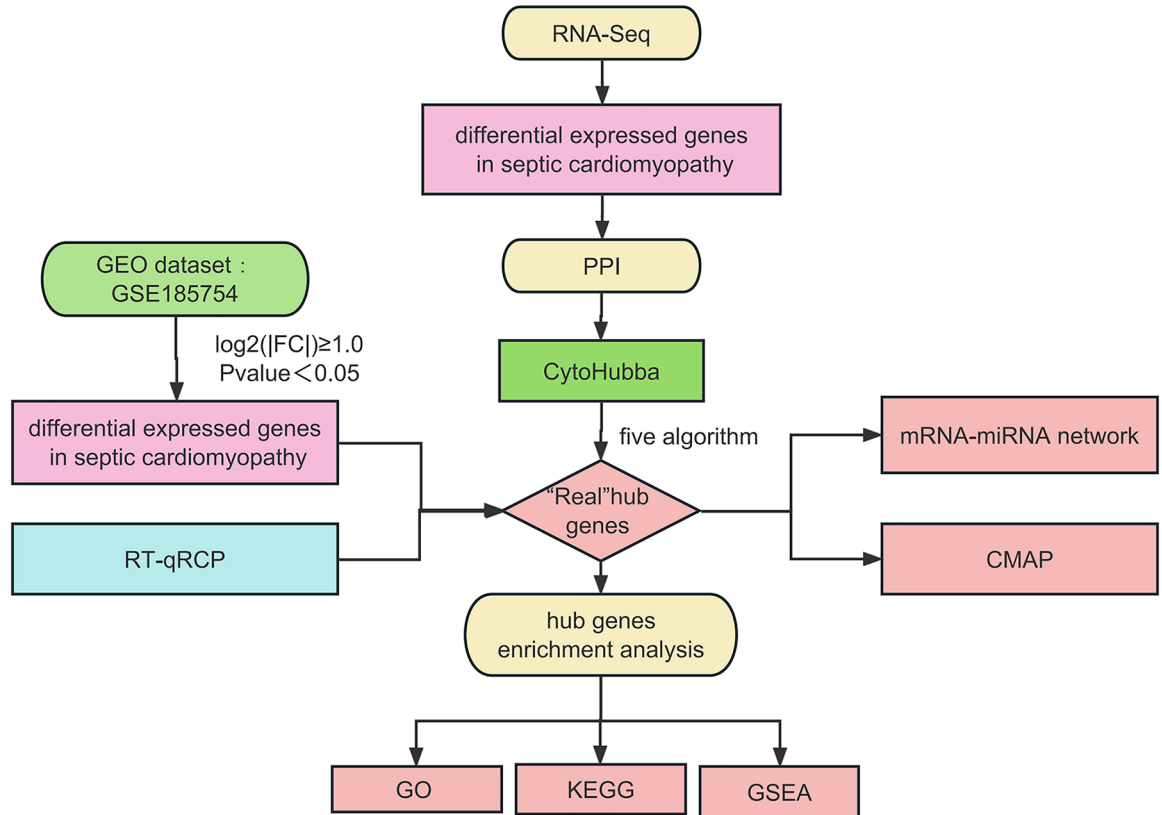 RNA-Seq
differential expressed genes
in septic cardiomyopathy
PPI
GEO dataset：
GSE185754
log2(|FC|)≥1.0
Pvalue＜0.05
CytoHubba
differential expressed genes
in septic cardiomyopathy
five algorithm
mRNA-miRNA network
“Real”hub
genes
RT-qRCP
CMAP
hub genes
enrichment analysis
GO
KEGG
GSEA